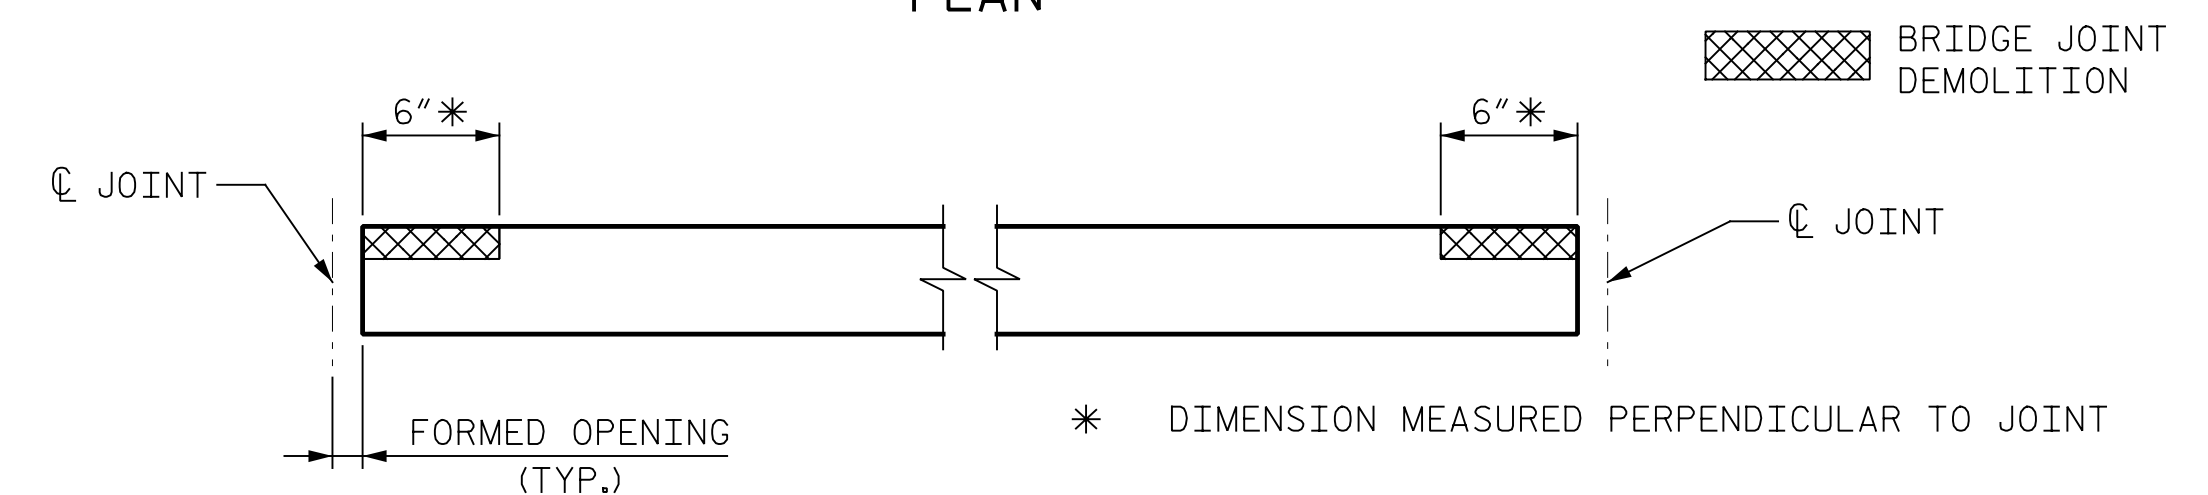 PLAN
BRIDGE JOINT
DEMOLITION
6"✳
6"✳
℄ JOINT
℄ JOINT
✳ DIMENSION MEASURED PERPENDICULAR TO JOINT
FORMED OPENING
(TYP.)